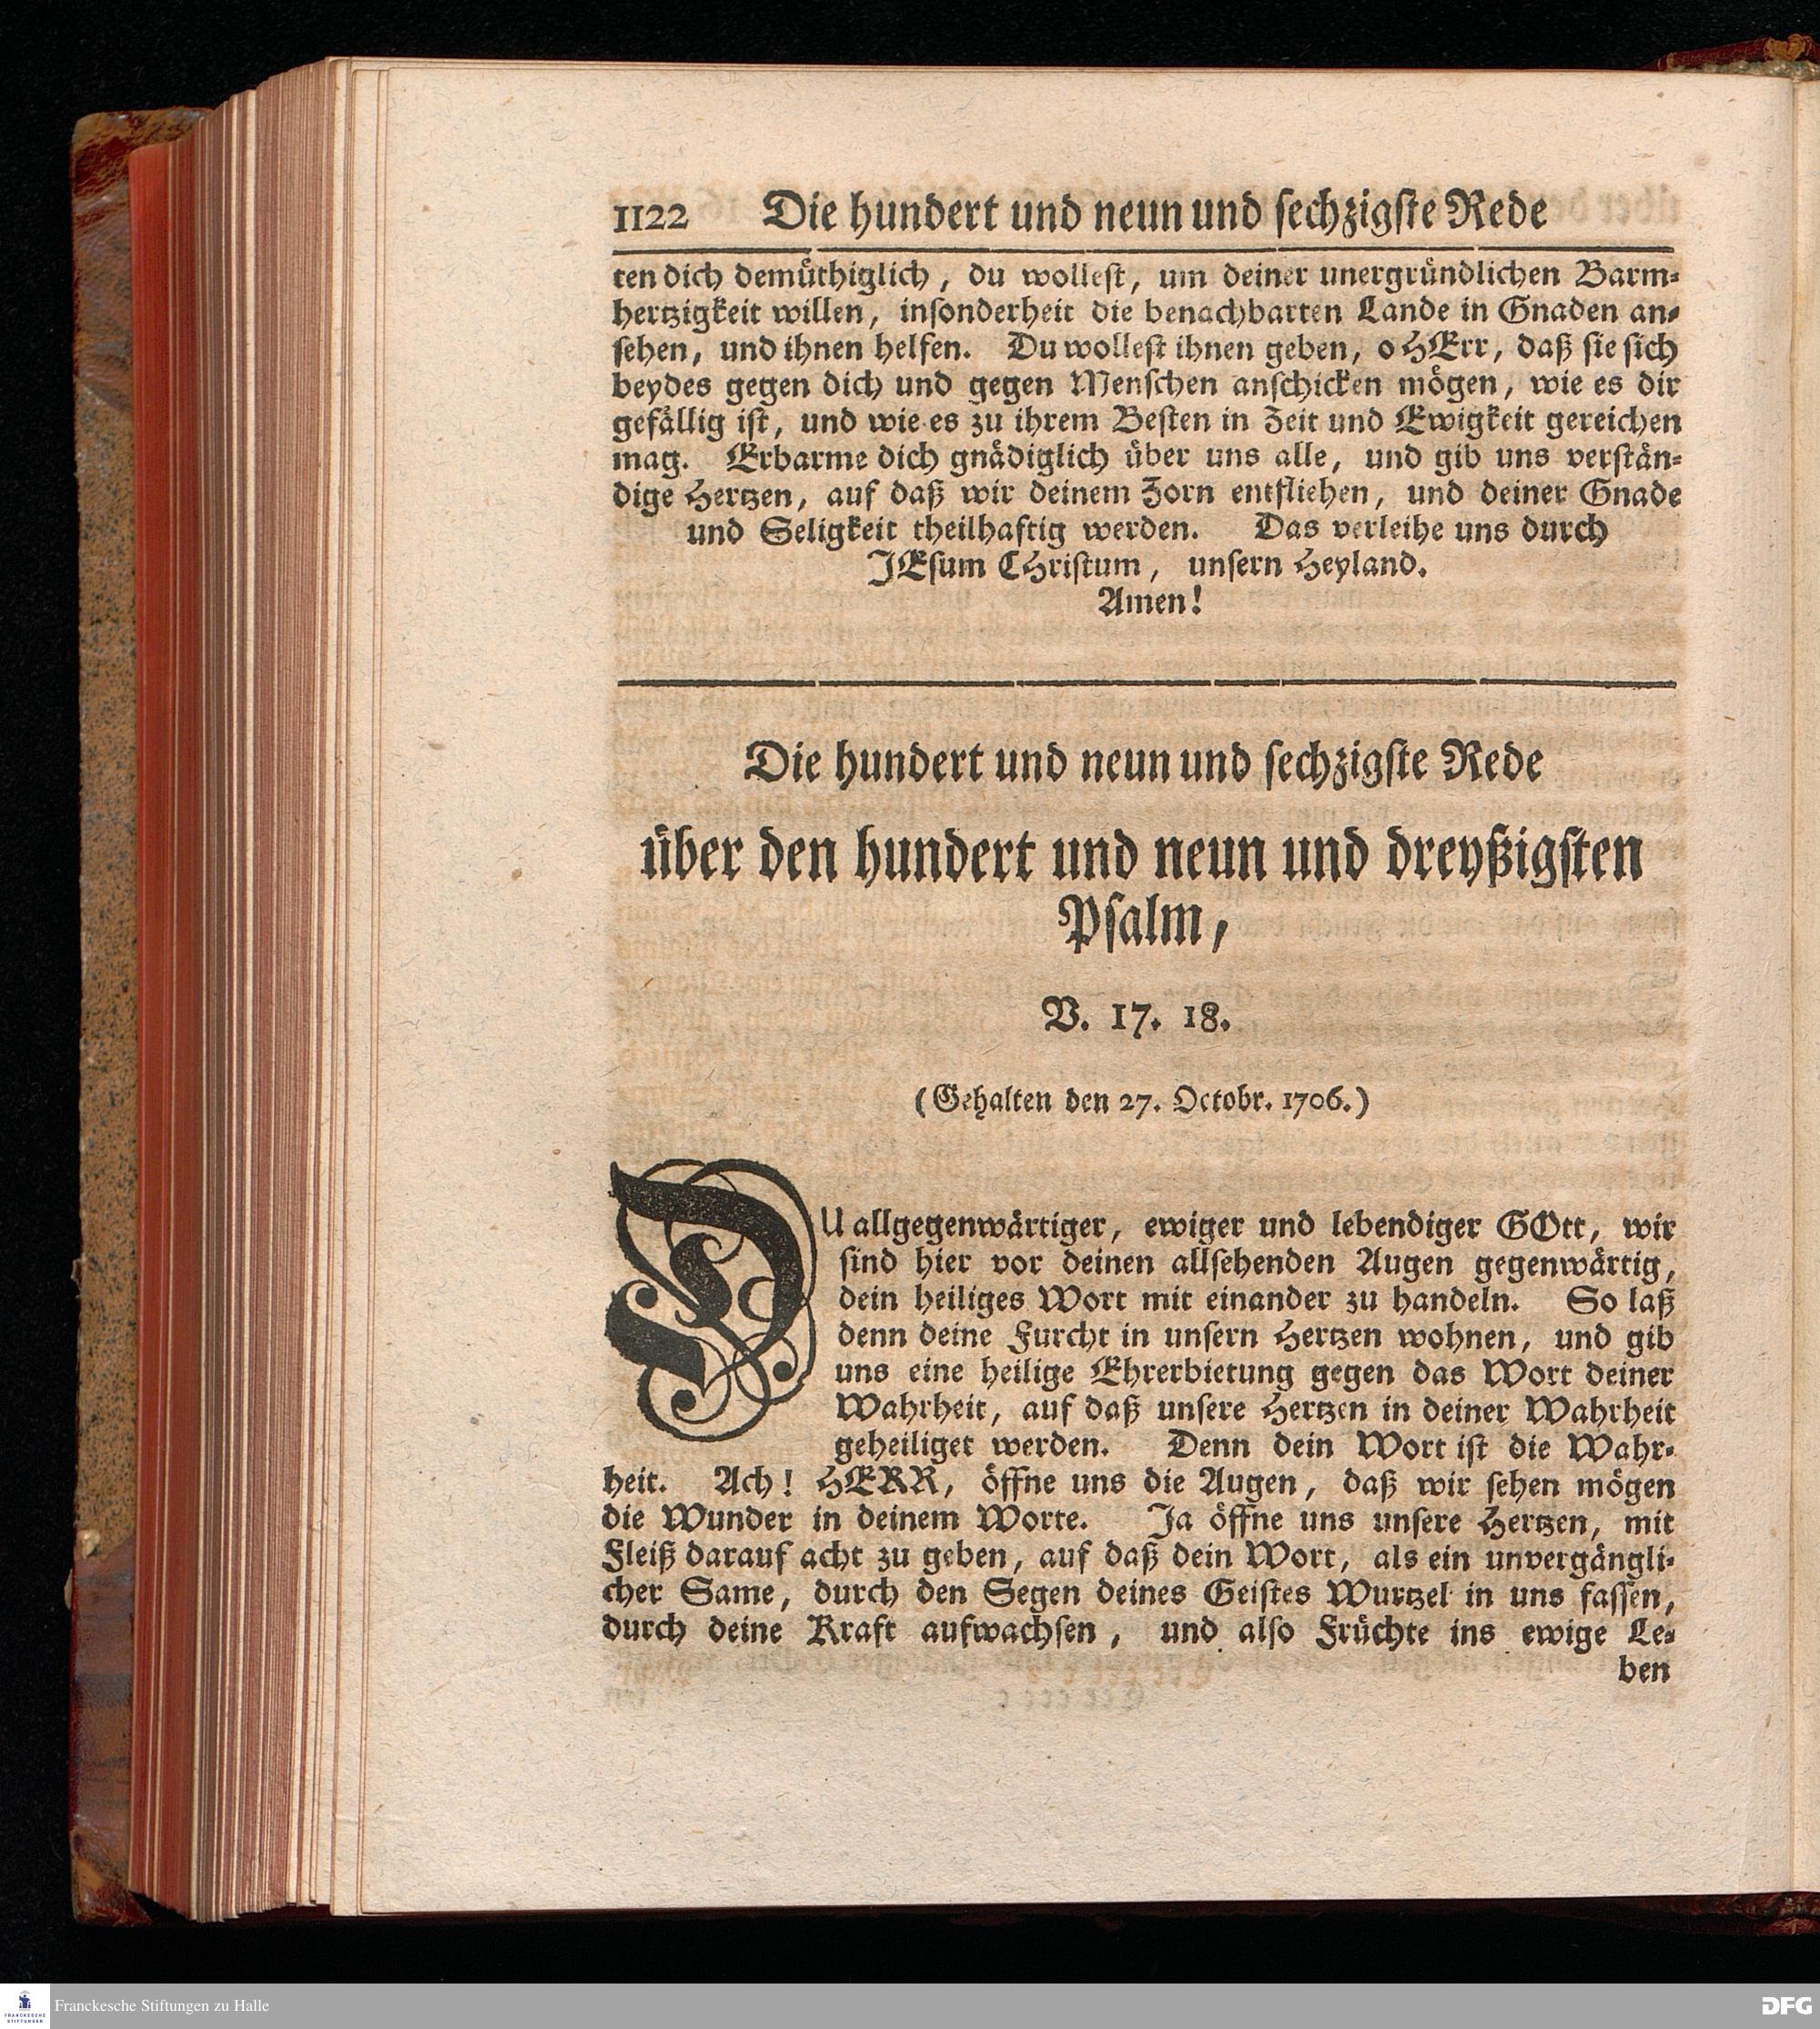 1122 Die hundert und neun und sechzigste Rede
ten dich demüthiglich, du wollest, um deiner unergründlichen Barm-
hertzigkeit willen, insonderheit die benachbarten Lande in Gnaden an-
sehen, und ihnen helfen. Du wollest ihnen geben, o HErr, daß sie sich
beydes gegen dich und gegen Menschen anschicken mögen, wie es dir
gefällig ist, und wie es zu ihrem Besten in Zeit und Ewigkeit gereichen
mag. Erbarme dich gnädiglich über uns alle, und gib uns verstän-
dige Hertzen, auf daß wir deinem Zorn entfliehen, und deiner Gnade
und Seligkeit theilhaftig werden. Das verleihe uns durch
JEsum CHristum, unsern Heyland.
Amen!
Die hundert und neun und sechzigste Rede
über den hundert und neun und dreyßigsten
Psalm,
V. 17. 18.
(Gehalten den 27. Octobr. 1706.)
DU allgegenwärtiger, ewiger und lebendiger GOtt, wir
sind hier vor deinen allsehenden Augen gegenwärtig,
dein heiliges Wort mit einander zu handeln. So laß
denn deine Furcht in unsern Hertzen wohnen, und gib
uns eine heilige Ehrerbietung gegen das Wort deiner
Wahrheit, auf daß unsere Hertzen in deiner Wahrheit
geheiliget werden. Denn dein Wort ist die Wahr-
heit. Ach! HERR, öffne uns die Augen, daß wir sehen mögen
die Wunder in deinem Worte. Ja öffne uns unsere Hertzen, mit
Fleiß darauf acht zu geben, auf daß dein Wort, als ein unvergängli-
cher Same, durch den Segen deines Geistes Wurtzel in uns fassen,
durch deine Kraft aufwachsen, und also Früchte ins ewige Le-
ben
FRANCKESCHE
STIFTUNGEN
Franckesche Stiftungen zu Halle
DFG